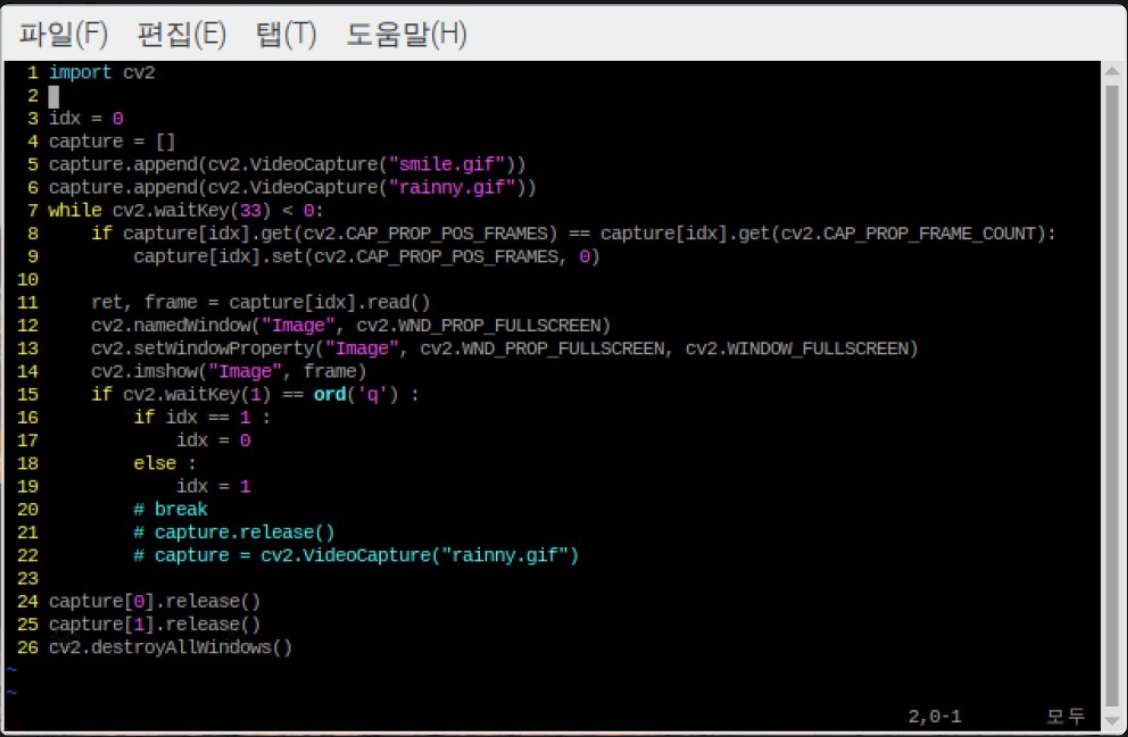 파일(F) 편집(E) 탭(T) 도움말(H)
1 import cv2
2
3 idx = 0
4 capture = []
5 capture.append(cv2.VideoCapture("smile.gif"))
6 capture.append(cv2.VideoCapture("rainny.gif"))
7 while cv2.waitKey(33) < 0:
8     if capture[idx].get(cv2.CAP_PROP_POS_FRAMES) == capture[idx].get(cv2.CAP_PROP_FRAME_COUNT):
9         capture[idx].set(cv2.CAP_PROP_POS_FRAMES, 0)
10
11     ret, frame = capture[idx].read()
12     cv2.namedWindow("Image", cv2.WND_PROP_FULLSCREEN)
13     cv2.setWindowProperty("Image", cv2.WND_PROP_FULLSCREEN, cv2.WINDOW_FULLSCREEN)
14     cv2.imshow("Image", frame)
15     if cv2.waitKey(1) == ord('q') :
16         if idx == 1 :
17             idx = 0
18         else :
19             idx = 1
20         # break
21         # capture.release()
22         # capture = cv2.VideoCapture("rainny.gif")
23
24 capture[0].release()
25 capture[1].release()
26 cv2.destroyAllWindows()
~
~
2,0-1 모두